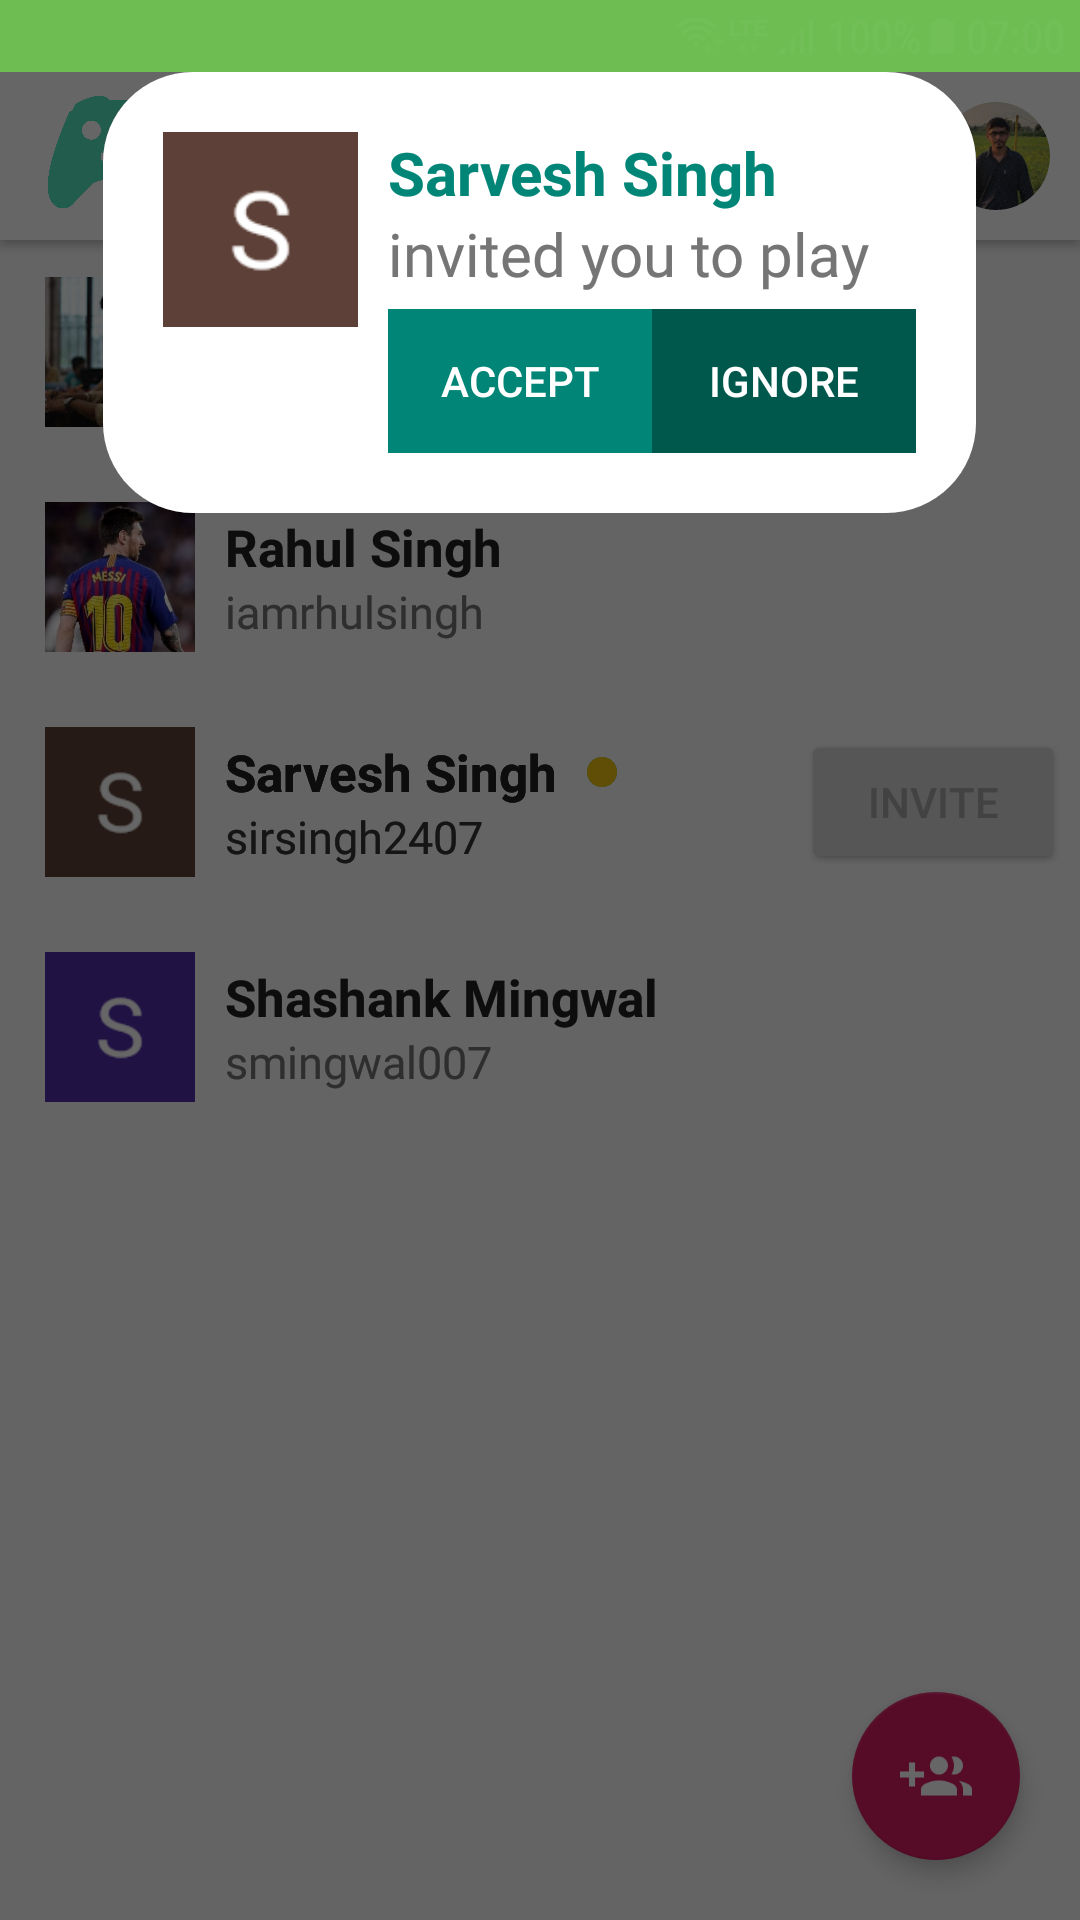 LTE 100% 07:00
Sarvesh Singh
invited you to play
ACCEPT IGNORE
S
MESSI
10
Rahul Singh
iamrhulsingh
S
Sarvesh Singh
sirsingh2407
INVITE
S
Shashank Mingwal
smingwal007